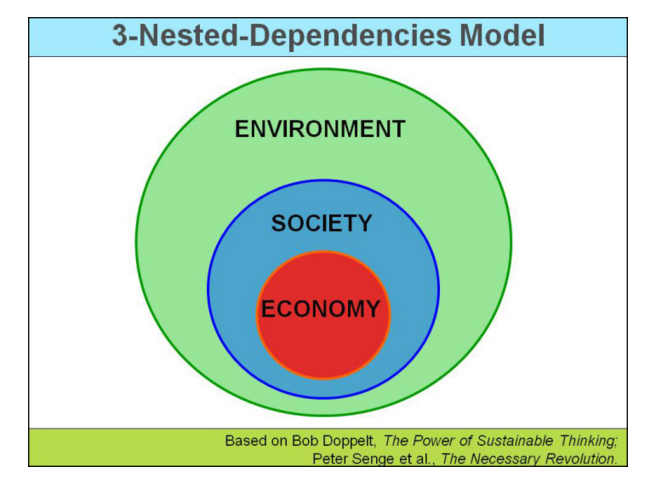 3-Nested-Dependencies Model
ENVIRONMENT
SOCIETY
ECONOMY
Based on Bob Doppelt, The Power of Sustainable Thinking;
Peter Senge et al., The Necessary Revolution.